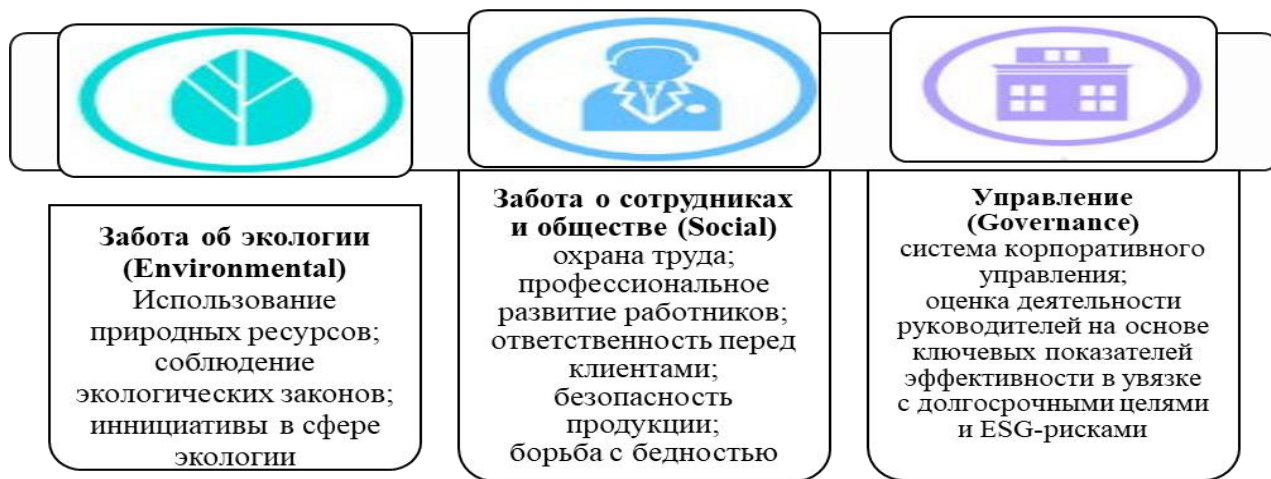 Забота об экологии
(Environmental)
Использование
природных ресурсов;
соблюдение
экологических законов;
иннициативы в сфере
экологии
Забота о сотрудниках
и обществе (Social)
охрана труда;
профессиональное
развитие работников;
ответственность перед
клиентами;
безопасность
продукции;
борьба с бедностью
Управление
(Governance)
система корпоративного
управления;
оценка деятельности
руководителей на основе
ключевых показателей
эффективности в увязке
с долгосрочными целями
и ESG-рисками